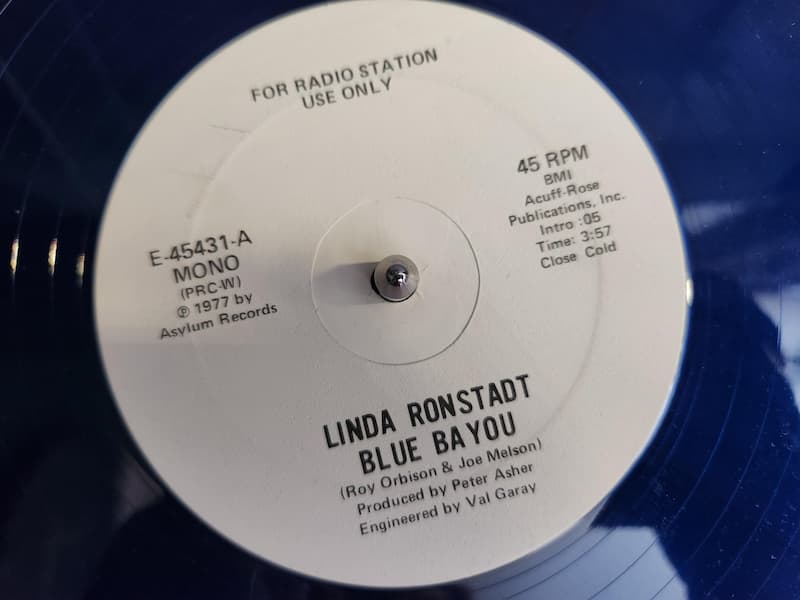 FOR RADIO STATION
USE ONLY
E-45431-A
MONO
(PRC-W)
℗ 1977 by
Asylum Records
45 RPM
BMI
Acuff-Rose
Publications, Inc.
Intro :05
Time: 3:57
Close Cold
LINDA RONSTADT
BLUE BAYOU
(Roy Orbison & Joe Melson)
Produced by Peter Asher
Engineered by Val Garay